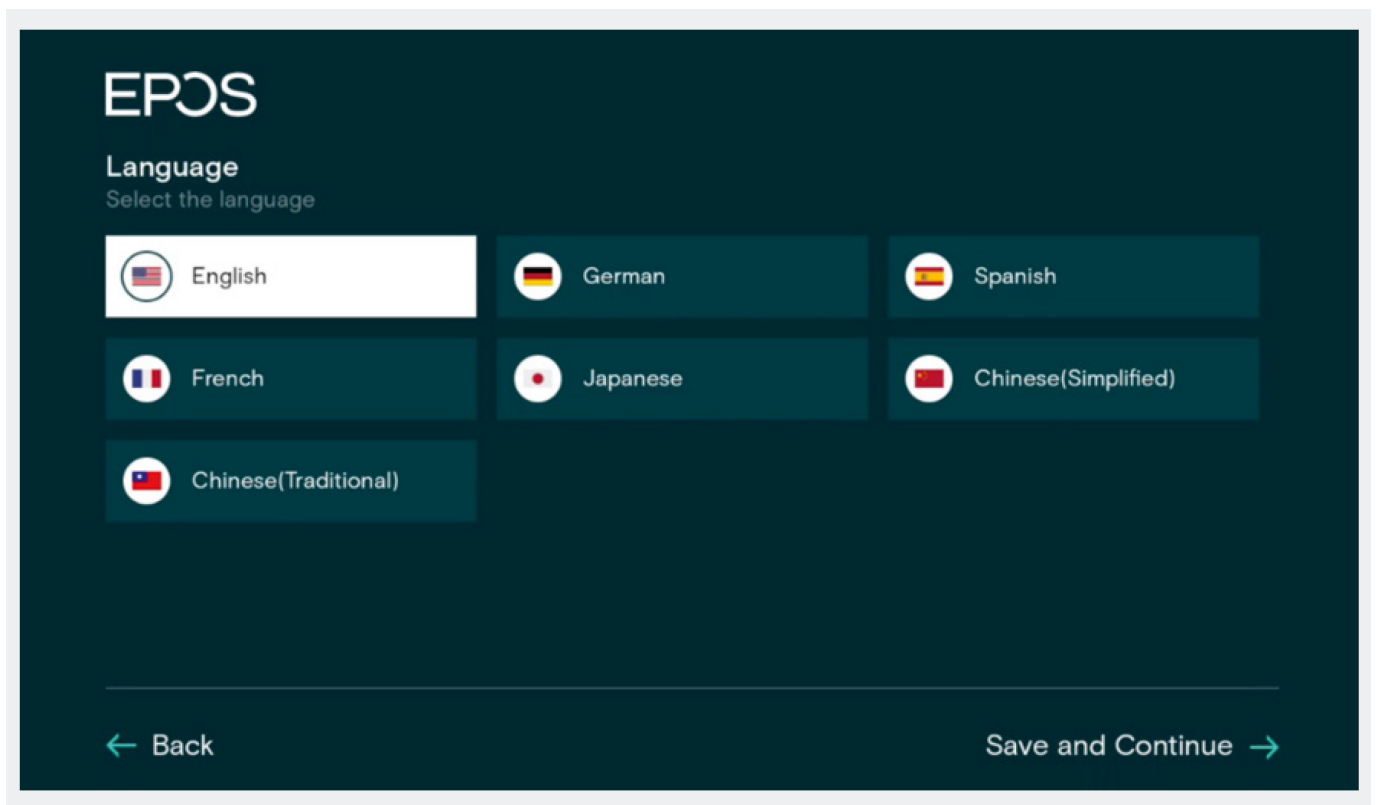 EPOS
Language
Select the language
English
German
Spanish
French
Japanese
Chinese(Simplified)
Chinese(Traditional)
Back
Save and Continue